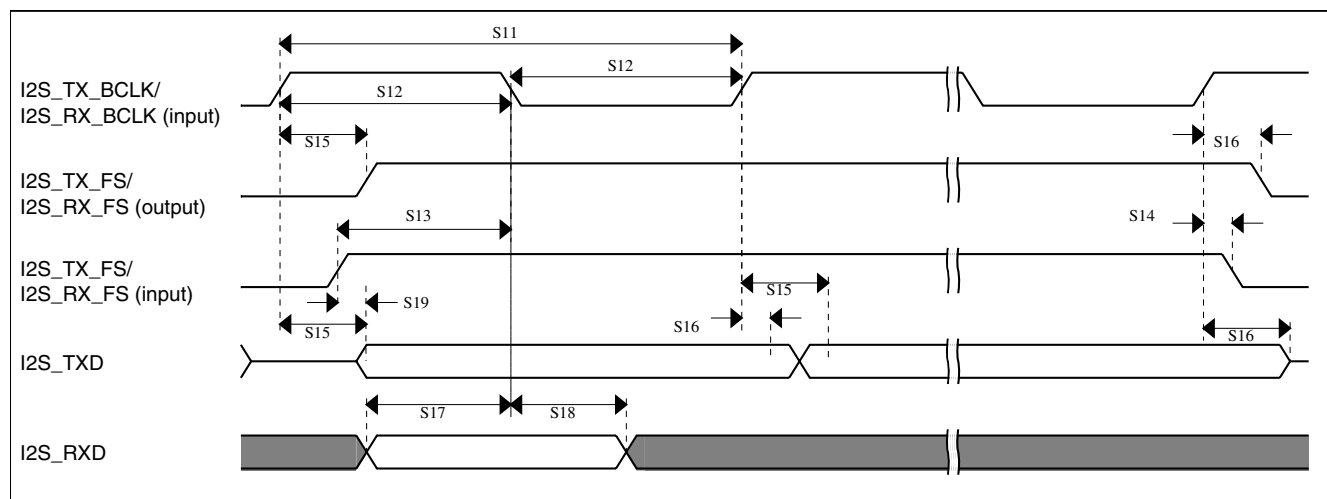 S11
I2S_TX_BCLK/
I2S_RX_BCLK (input)
S12
S12
S15
S16
I2S_TX_FS/
I2S_RX_FS (output)
S13
S14
I2S_TX_FS/
I2S_RX_FS (input)
S15
S19
S15
S16
S16
I2S_TXD
S17
S18
I2S_RXD